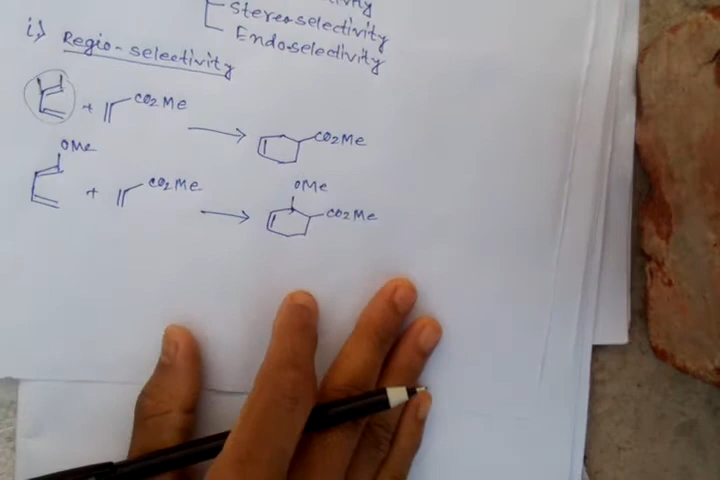 Stereoselectivity
Endoselectivity
i.) Regio-selectivity
+ CO2Me
CO2Me
OMe
+ CO2Me
OMe
CO2Me